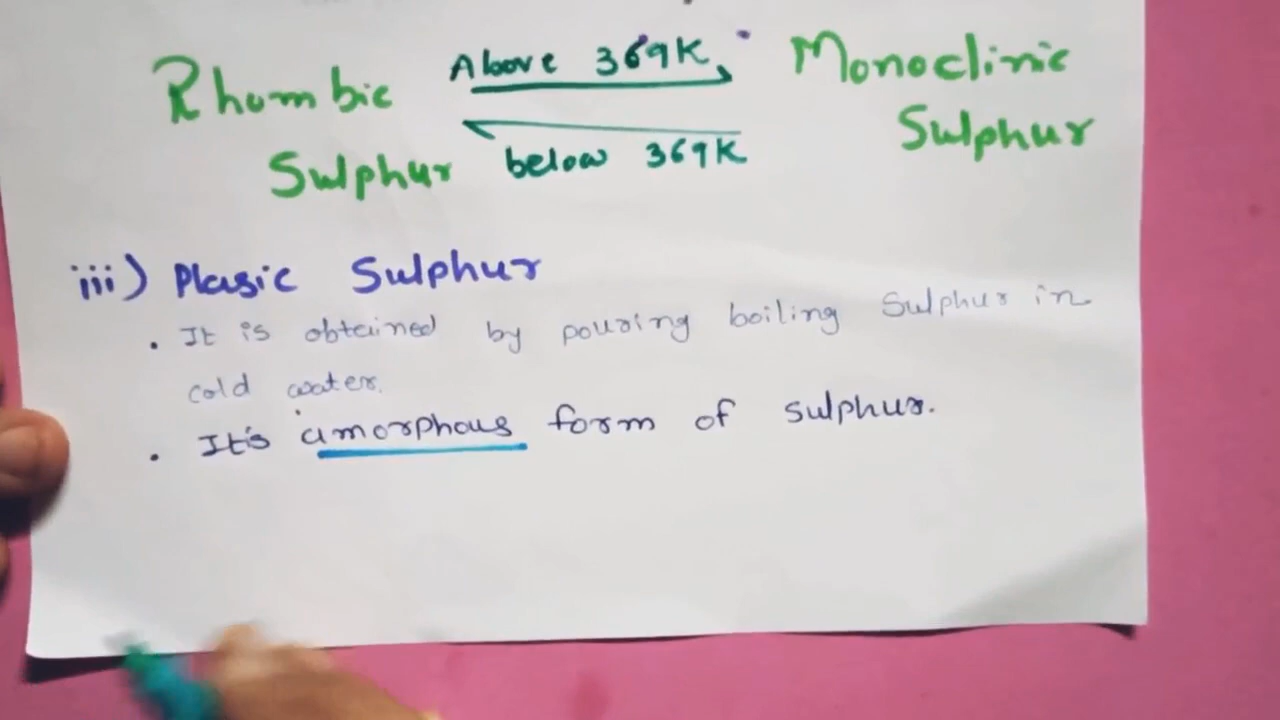 Rhombic Above 369K Monoclinic
Sulphur below 369K Sulphur
iii) Plasic Sulphur
. It is obtained by pouring boiling Sulphur in
cold water.
. It's amorphous form of sulphur.